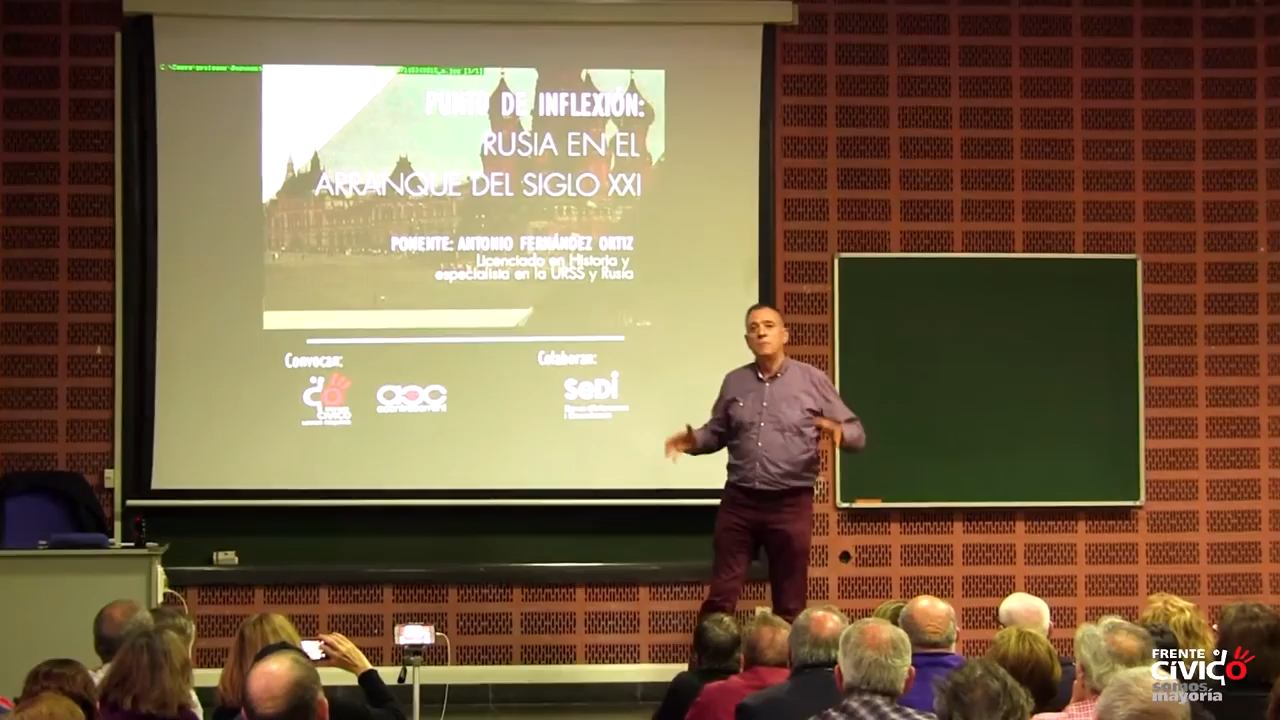 PUNTO DE INFLEXIÓN:
RUSIA EN EL
ARRANQUE DEL SIGLO XXI
PONENTE: ANTONIO FERNÁNDEZ ORTIZ
Licenciado en Historia y
especialista en la URSS y Rusia
Convocan:
Colaboran:
SODI
FRENTE
CÍVICO
somos
mayoría